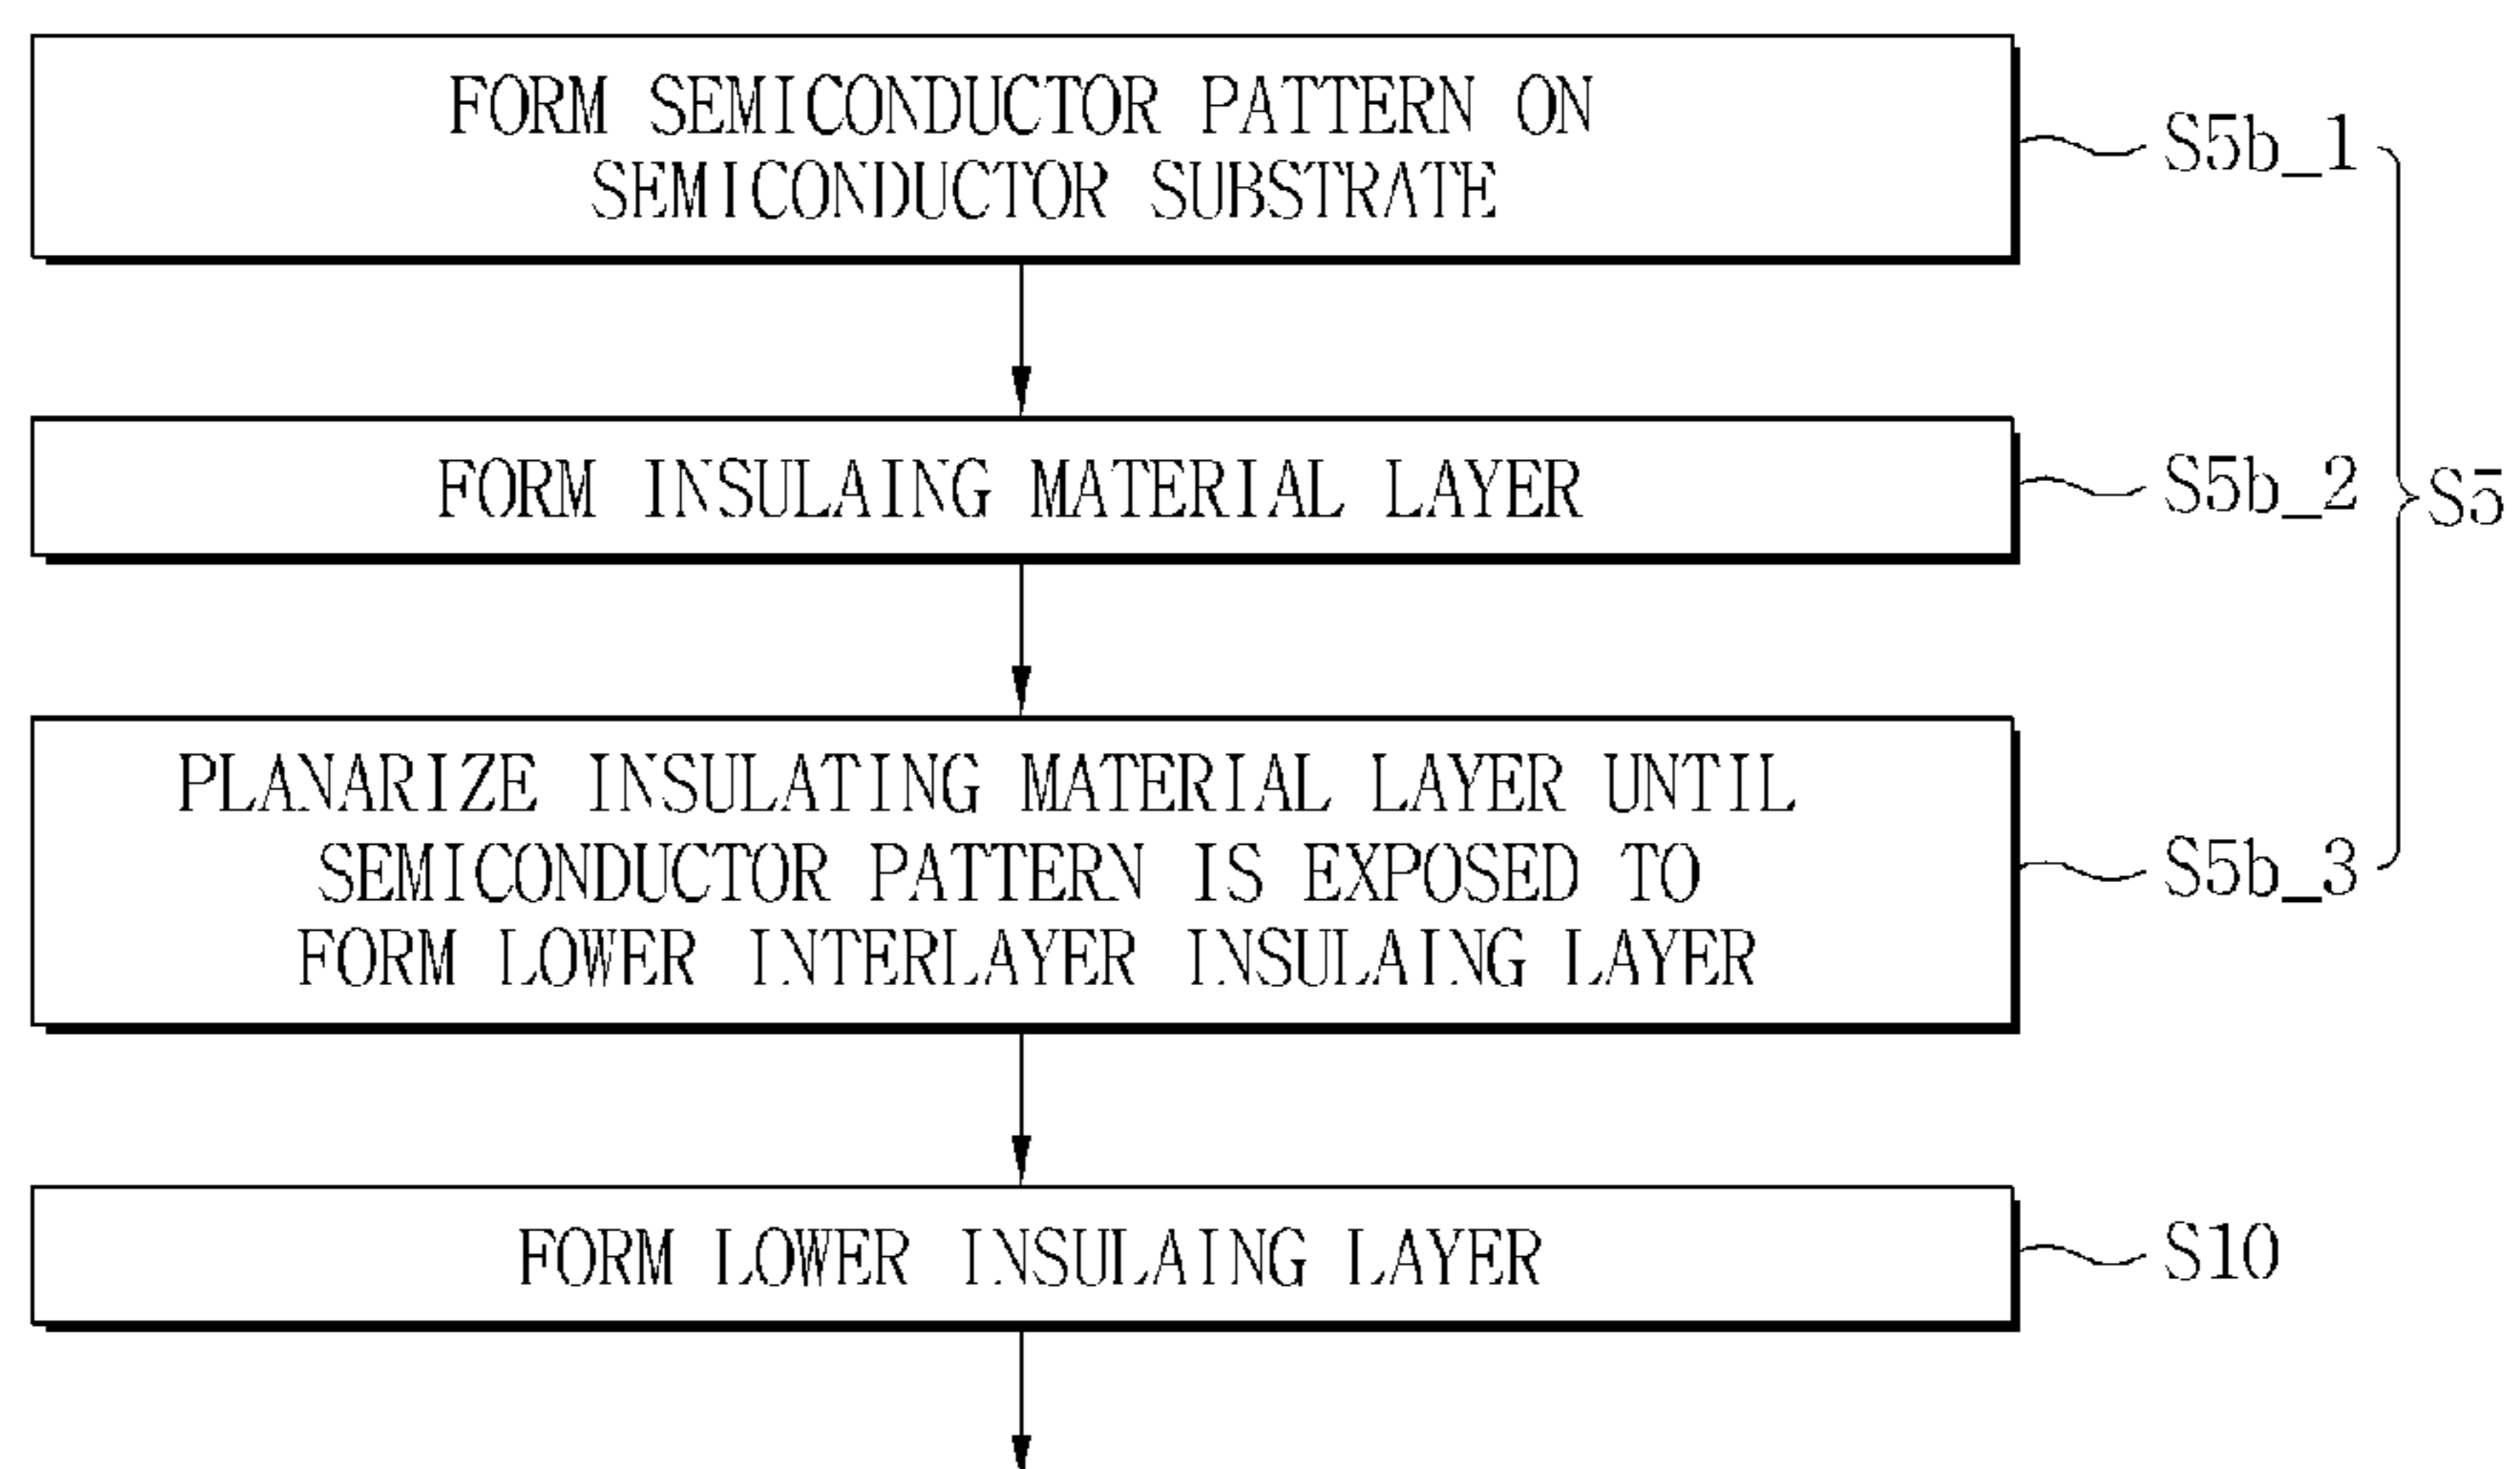 FORM SEMICONDUCTOR PATTERN ON
SEMICONDUCTOR SUBSTRATE
S5b_1
FORM INSULAING MATERIAL LAYER
S5b_2
S5
PLANARIZE INSULATING MATERIAL LAYER UNTIL
SEMICONDUCTOR PATTERN IS EXPOSED TO
FORM LOWER INTERLAYER INSULAING LAYER
S5b_3
FORM LOWER INSULAING LAYER
S10